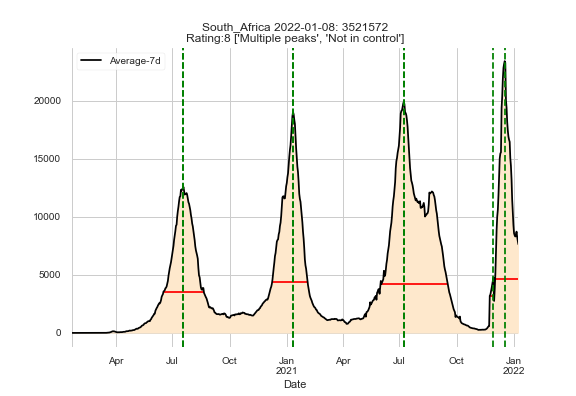 South_Africa 2022-01-08: 3521572
Rating:8 ['Multiple peaks', 'Not in control']
Average-7d
20000
15000
10000
5000
0
Apr
Jul
Oct
Jan
2021
Apr
Jul
Oct
Jan
2022
Date